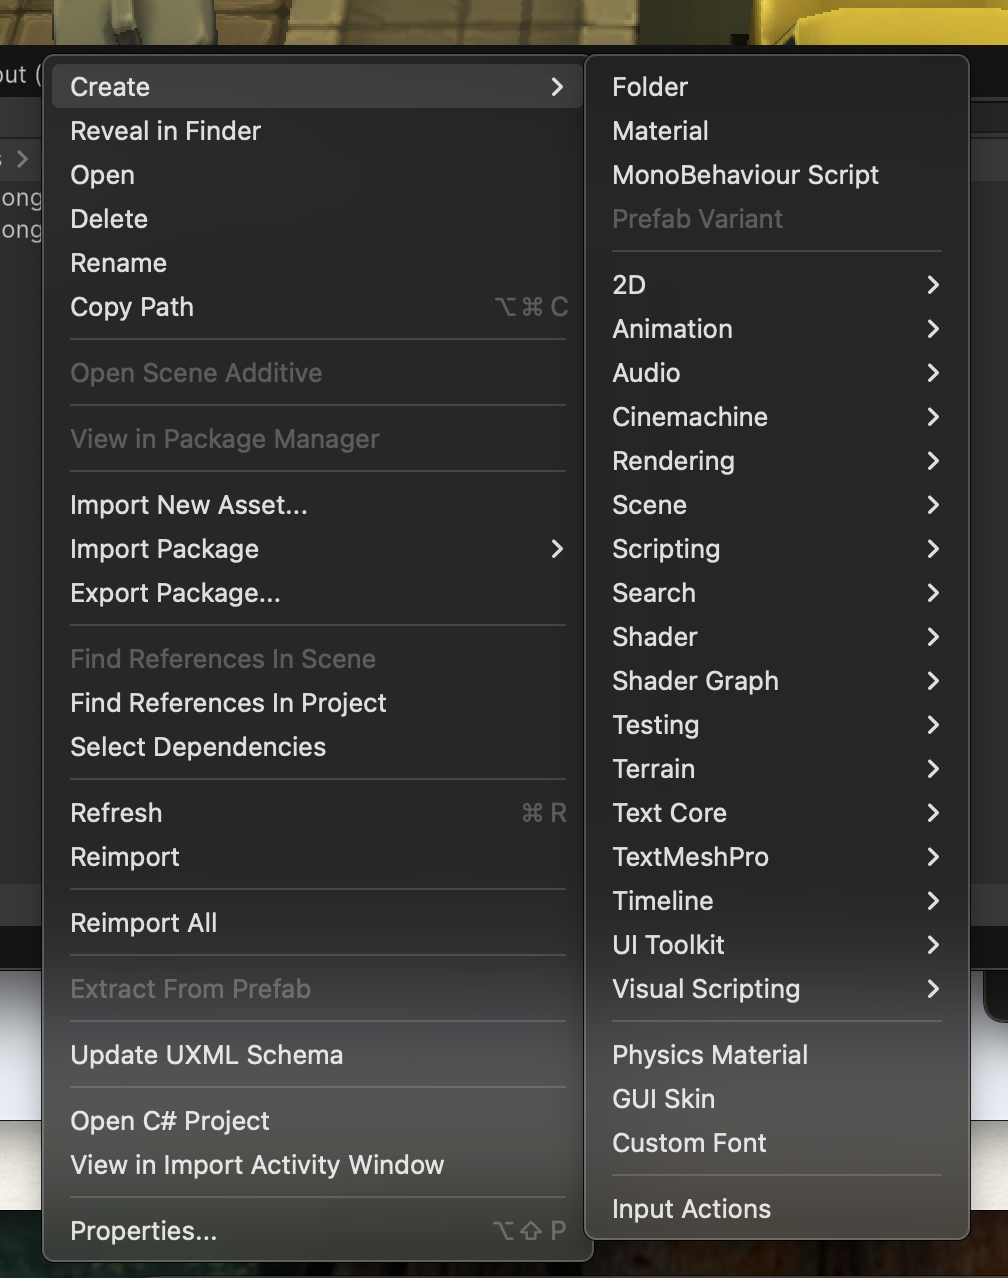 out (
Create
Reveal in Finder
Open
Delete
Rename
Copy Path ⌥⌘ C
Open Scene Additive
View in Package Manager
Import New Asset...
Import Package
Export Package...
Find References In Scene
Find References In Project
Select Dependencies
Refresh ⌘ R
Reimport
Reimport All
Extract From Prefab
Update UXML Schema
Open C# Project
View in Import Activity Window
Properties... ⌥⇧ P
Folder
Material
MonoBehaviour Script
Prefab Variant
2D
Animation
Audio
Cinemachine
Rendering
Scene
Scripting
Search
Shader
Shader Graph
Testing
Terrain
Text Core
TextMeshPro
Timeline
UI Toolkit
Visual Scripting
Physics Material
GUI Skin
Custom Font
Input Actions